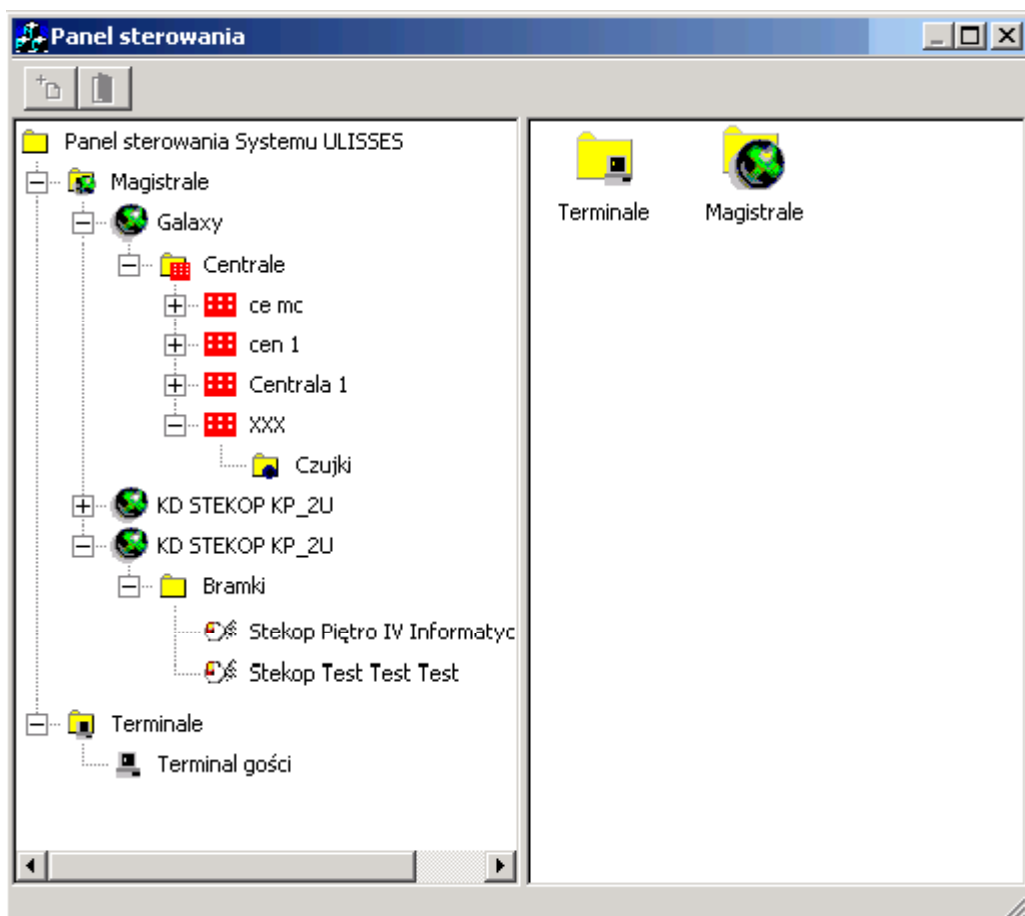 Panel sterowania
Panel sterowania Systemu ULISSES
Magistrale
Galaxy
Centrale
ce mc
cen 1
Centrala 1
XXX
Czujki
KD STEKOP KP_2U
KD STEKOP KP_2U
Bramki
Stekop Piętro IV Informatyc
Stekop Test Test Test
Terminale
Terminal gości
Terminale
Magistrale